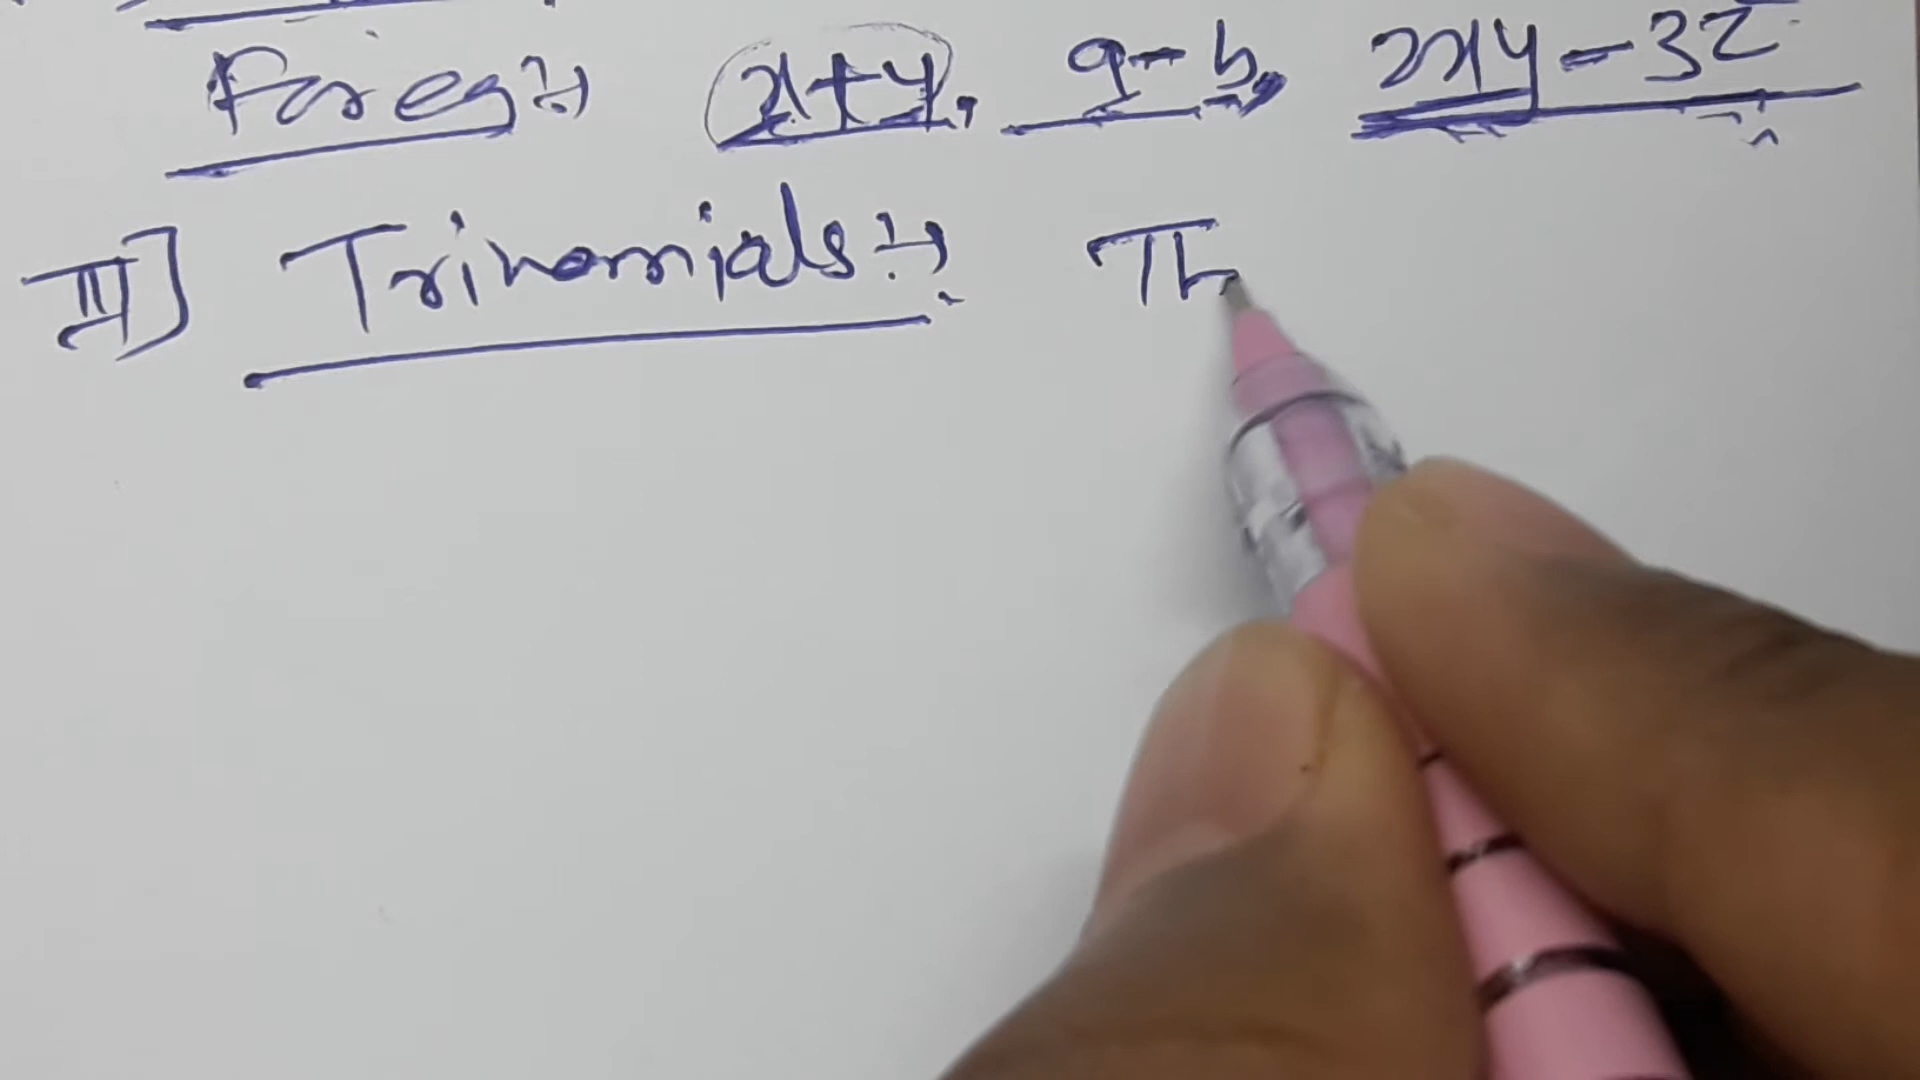 For eg:→ x+y, a-b, 2xy-3z
III] Trinomials:→ Th